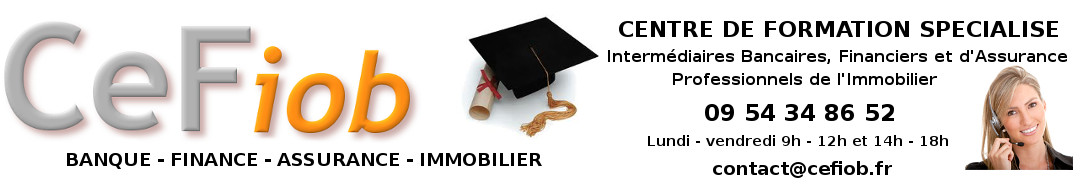 CeFiob
BANQUE - FINANCE - ASSURANCE - IMMOBILIER
CENTRE DE FORMATION SPECIALISE
Intermédiaires Bancaires, Financiers et d'Assurance
Professionnels de l'Immobilier
09 54 34 86 52
Lundi - vendredi 9h - 12h et 14h - 18h
contact@cefiob.fr